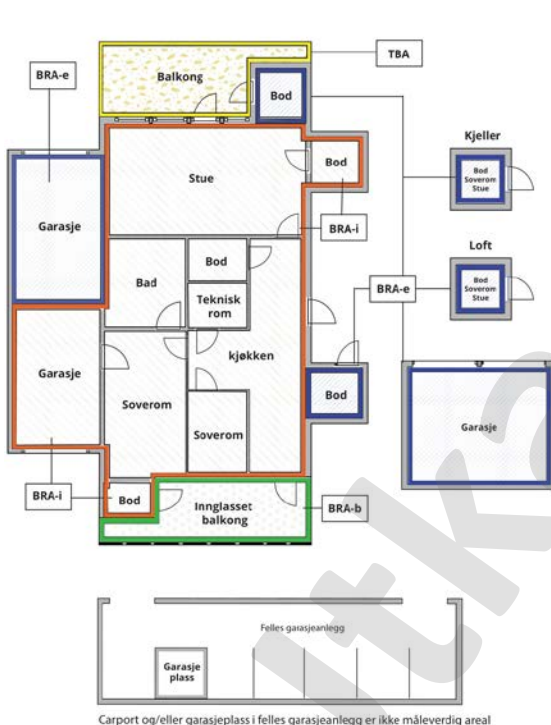 TBA
BRA-e
Balkong
Bod
Kjeller
Bod
Soverom
Stue
Stue
Bod
Garasje
BRA-i
Loft
Bod
Bod
Soverom
Stue
Bad
Teknisk
rom
BRA-e
kjøkken
Garasje
Soverom
Bod
Garasje
Soverom
BRA-i
Bod
Innglasset
balkong
BRA-b
Felles garasjeanlegg
Garasje
plass
Carport og/eller garasjeplass i felles garasjeanlegg er ikke måleverdig areal